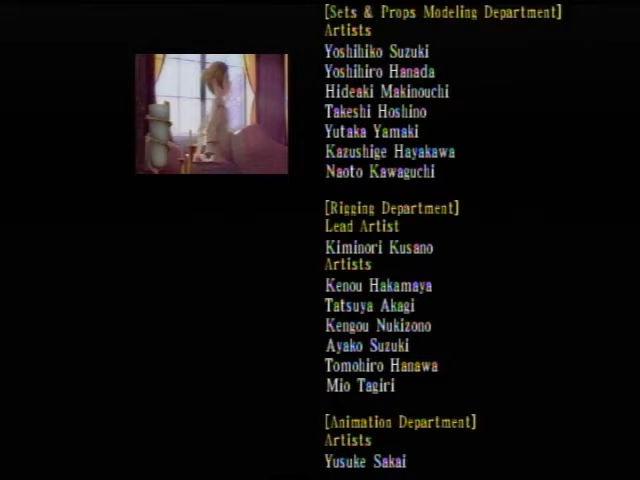 [Sets & Props Modeling Department]
Artists
Yoshihiko Suzuki
Yoshihiro Hanada
Hideaki Makinouchi
Takeshi Hoshino
Yutaka Yamaki
Kazushige Hayakawa
Naoto Kawaguchi
[Rigging Department]
Lead Artist
Kiminori Kusano
Artists
Kenou Hakamaya
Tatsuya Akagi
Kengou Nukizono
Ayako Suzuki
Tomohiro Hanawa
Mio Tagiri
[Animation Department]
Artists
Yusuke Sakai